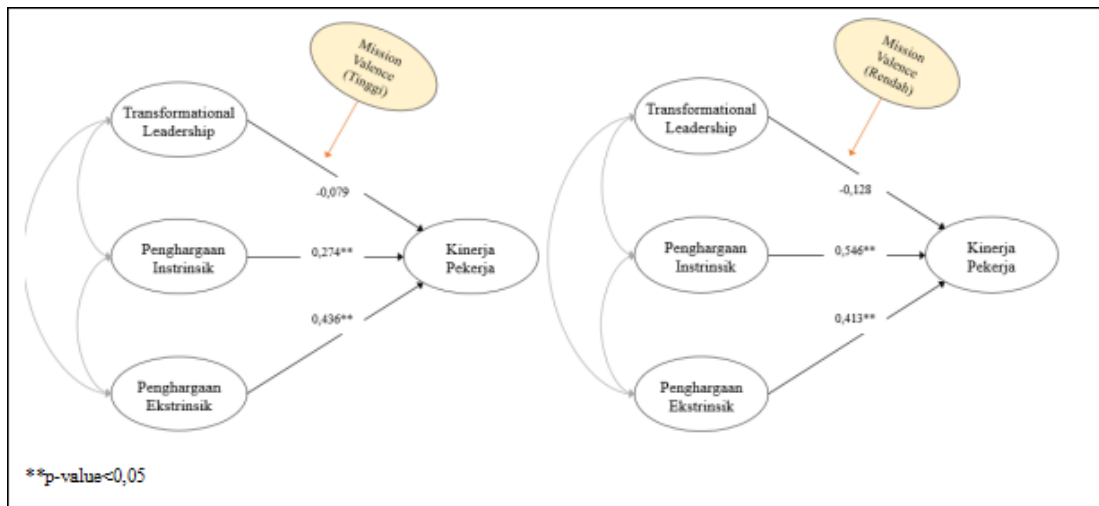 Mission
Valence
(Tinggi)
Transformational
Leadership
-0,079
Penghargaan
Instrinsik
0,274**
Kinerja
Pekerja
0,436**
Penghargaan
Ekstrinsik
Mission
Valence
(Rendah)
Transformational
Leadership
-0,128
Penghargaan
Instrinsik
0,546**
Kinerja
Pekerja
0,413**
Penghargaan
Ekstrinsik
**p-value<0,05